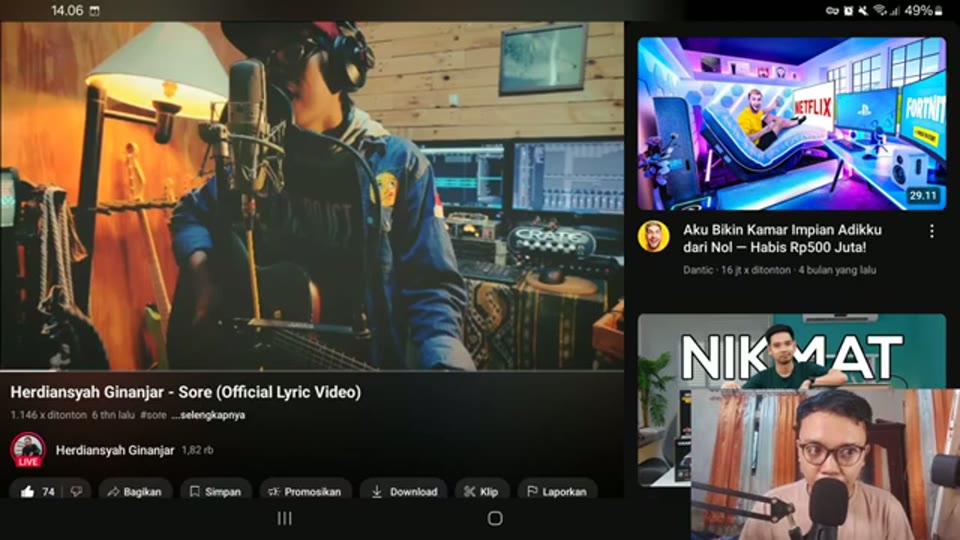 14.06
49%
CRATE
Herdiansyah Ginanjar - Sore (Official Lyric Video)
1.146 x ditonton 6 thn lalu #sore ...selengkapnya
LIVE
Herdiansyah Ginanjar 1,82 rb
74
Bagikan
Simpan
Promosikan
Download
Klip
Laporkan
NETFLIX
FORTNIT
29.11
Aku Bikin Kamar Impian Adikku
dari Nol — Habis Rp500 Juta!
Dantic · 16 jt x ditonton · 4 bulan yang lalu
NIKMAT